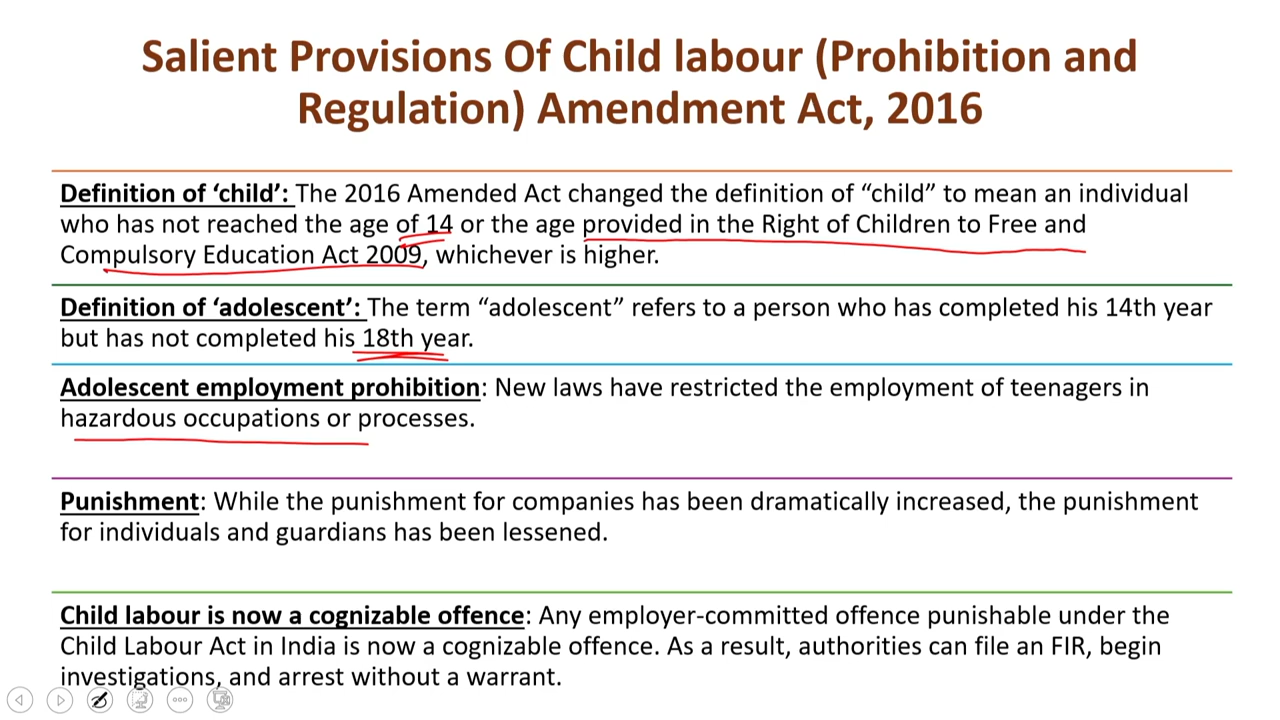 Salient Provisions Of Child labour (Prohibition and
Regulation) Amendment Act, 2016
Definition of ‘child’: The 2016 Amended Act changed the definition of “child” to mean an individual
who has not reached the age of 14 or the age provided in the Right of Children to Free and
Compulsory Education Act 2009, whichever is higher.
Definition of ‘adolescent’: The term “adolescent” refers to a person who has completed his 14th year
but has not completed his 18th year.
Adolescent employment prohibition: New laws have restricted the employment of teenagers in
hazardous occupations or processes.
Punishment: While the punishment for companies has been dramatically increased, the punishment
for individuals and guardians has been lessened.
Child labour is now a cognizable offence: Any employer-committed offence punishable under the
Child Labour Act in India is now a cognizable offence. As a result, authorities can file an FIR, begin
investigations, and arrest without a warrant.